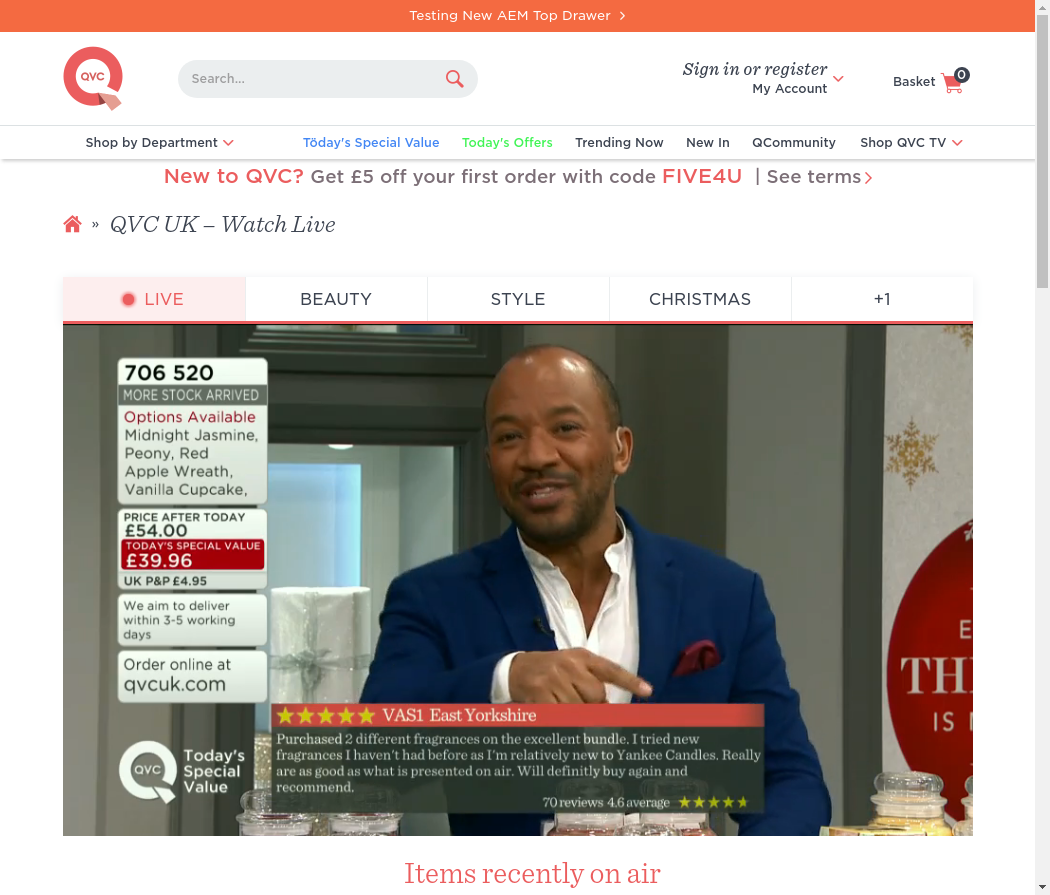 Testing New AEM Top Drawer
QVC
Search...
Sign in or register
My Account
Basket
0
Shop by Department
Töday's Special Value
Today's Offers
Trending Now
New In
QCommunity
Shop QVC TV
New to QVC? Get £5 off your first order with code FIVE4U | See terms
» QVC UK – Watch Live
LIVE
BEAUTY
STYLE
CHRISTMAS
+1
706 520
MORE STOCK ARRIVED
Options Available
Midnight Jasmine,
Peony, Red
Apple Wreath,
Vanilla Cupcake,
PRICE AFTER TODAY
£54.00
TODAY'S SPECIAL VALUE
£39.96
UK P&P £4.95
We aim to deliver
within 3-5 working
days
Order online at
qvcuk.com
QVC
Today's
Special
Value
VAS1 East Yorkshire
Purchased 2 different fragrances on the excellent bundle. I tried new
fragrances I haven't had before as I'm relatively new to Yankee Candles. Really
are as good as what is presented on air. Will definitly buy again and
recommend.
70 reviews 4.6 average
Items recently on air